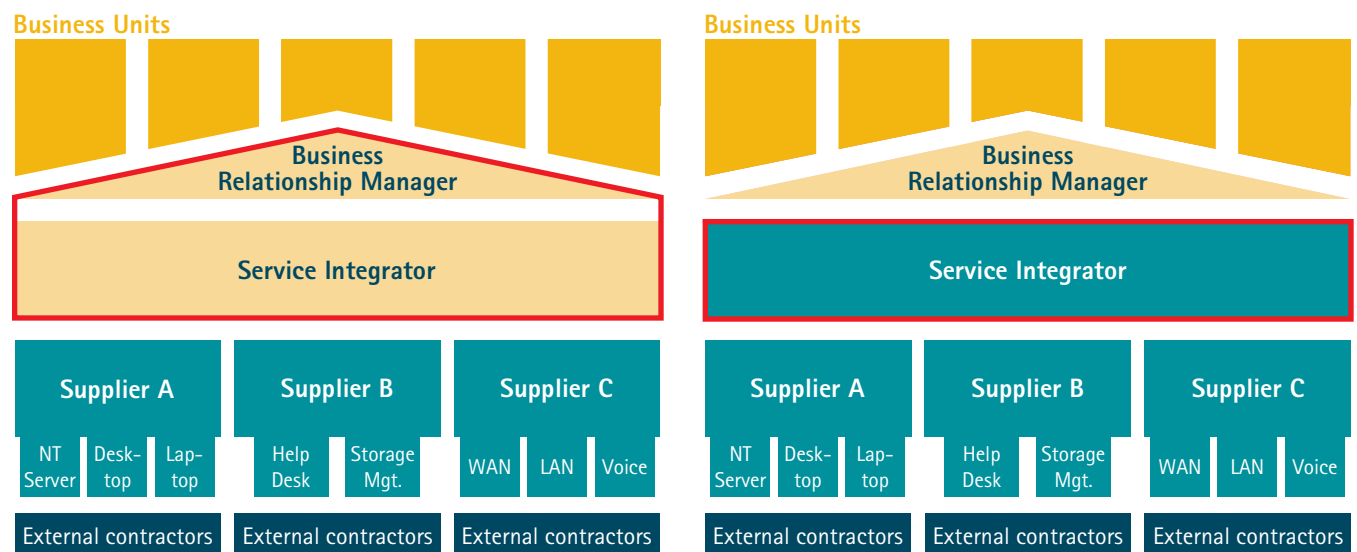 Business Units
Business
Relationship Manager
Service Integrator
Supplier A
Supplier B
Supplier C
NT
Server
Desk-
top
Lap-
top
Help
Desk
Storage
Mgt.
WAN
LAN
Voice
External contractors
External contractors
External contractors
Business Units
Business
Relationship Manager
Service Integrator
Supplier A
Supplier B
Supplier C
NT
Server
Desk-
top
Lap-
top
Help
Desk
Storage
Mgt.
WAN
LAN
Voice
External contractors
External contractors
External contractors